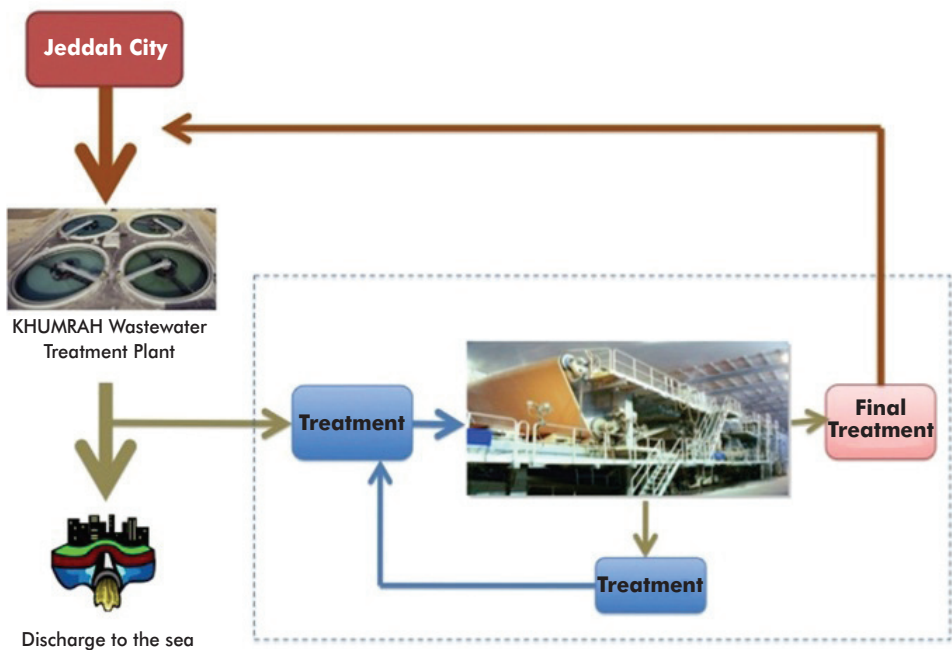 Jeddah City
KHUMRAH Wastewater
Treatment Plant
Treatment
Final
Treatment
Treatment
Discharge to the sea